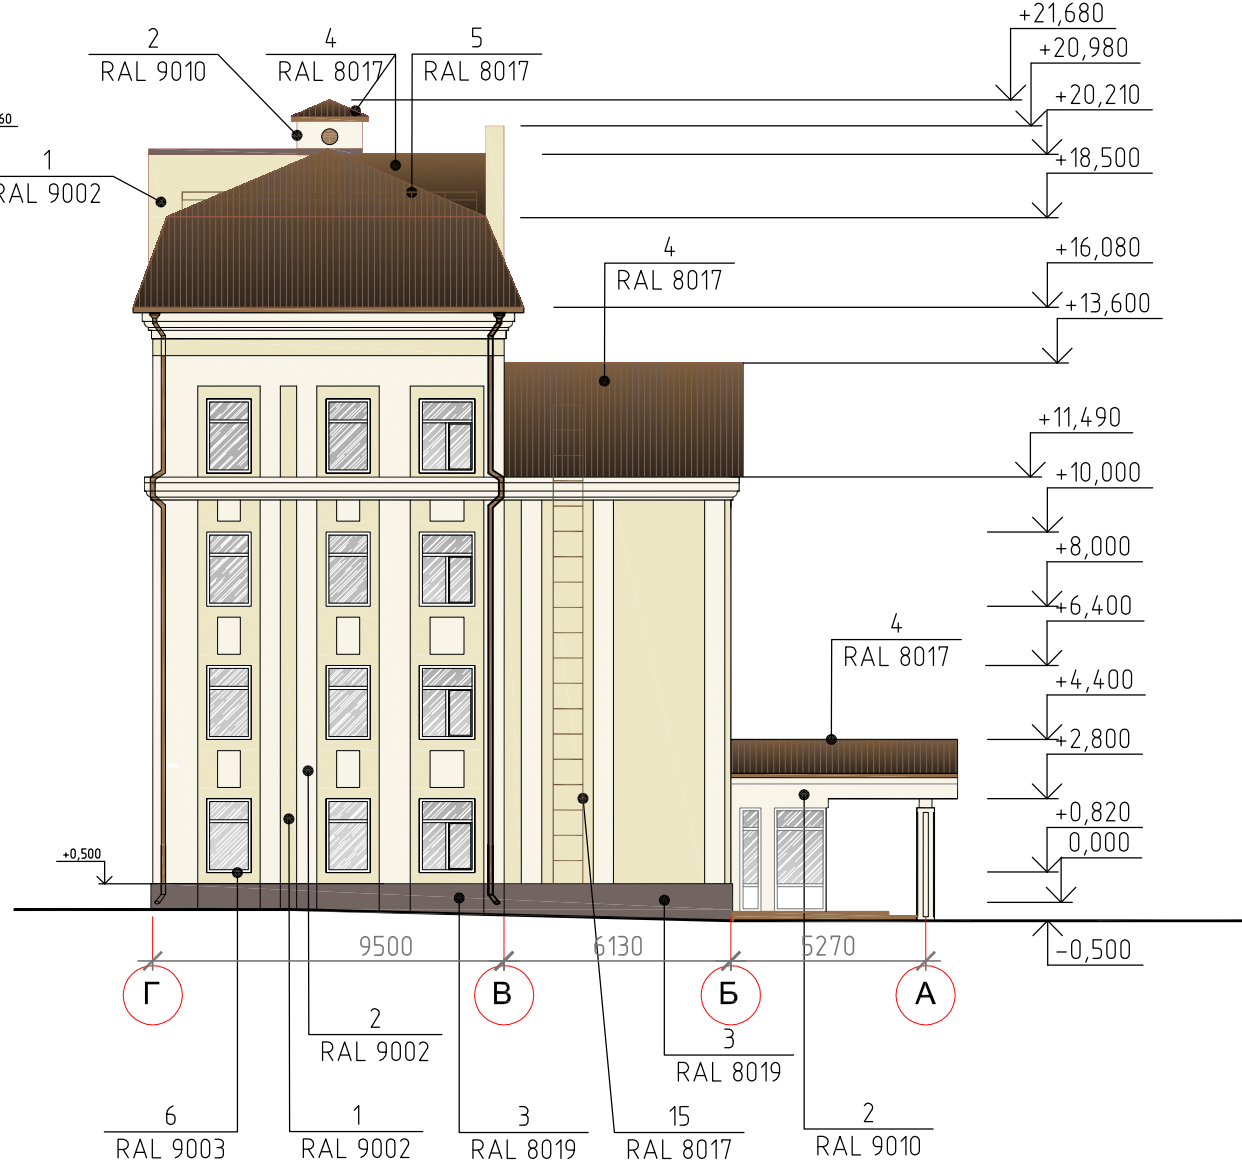 +21,680
2
RAL 9010
4
RAL 8017
5
RAL 8017
+20,980
+20,210
60
1
RAL 9002
+18,500
4
RAL 8017
+16,080
+13,600
+11,490
+10,000
+8,000
+6,400
4
RAL 8017
+4,400
+2,800
+0,820
0,000
+0,500
9500
6130
5270
-0,500
Г
В
Б
А
2
RAL 9002
3
RAL 8019
6
RAL 9003
1
RAL 9002
3
RAL 8019
15
RAL 8017
2
RAL 9010